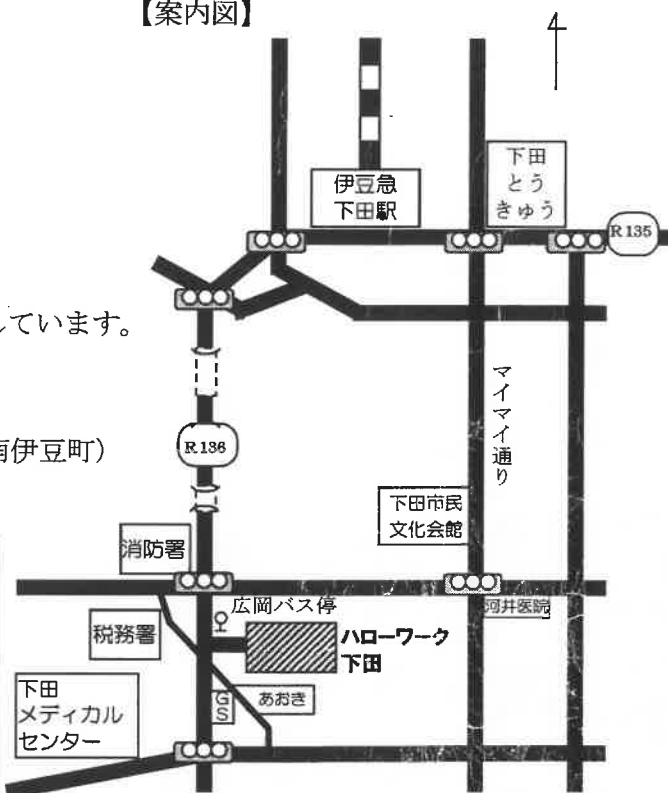 【案内図】
伊豆急
下田駅
下田
とう
きゅう
R135
しています。
マイマイ通り
R136
南伊豆町）
下田市民
文化会館
消防署
広岡バス停
河井医院
税務署
ハローワーク
下田
下田
メディカル
センター
GS
あおき